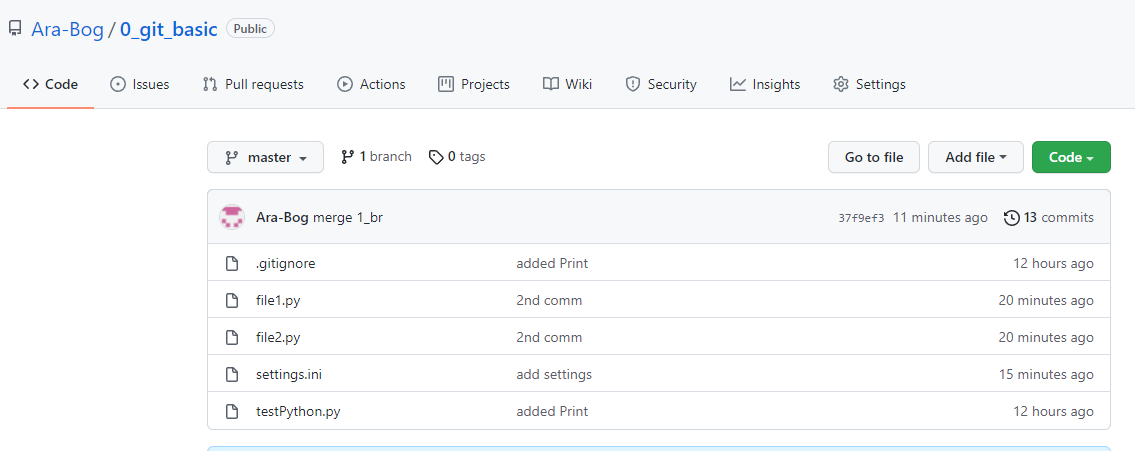 Ara-Bog / 0_git_basic Public
Code Issues Pull requests Actions Projects Wiki Security Insights Settings
master 1 branch 0 tags Go to file Add file Code
Ara-Bog merge 1_br 37f9ef3 11 minutes ago 13 commits
.gitignore added Print 12 hours ago
file1.py 2nd comm 20 minutes ago
file2.py 2nd comm 20 minutes ago
settings.ini add settings 15 minutes ago
testPython.py added Print 12 hours ago